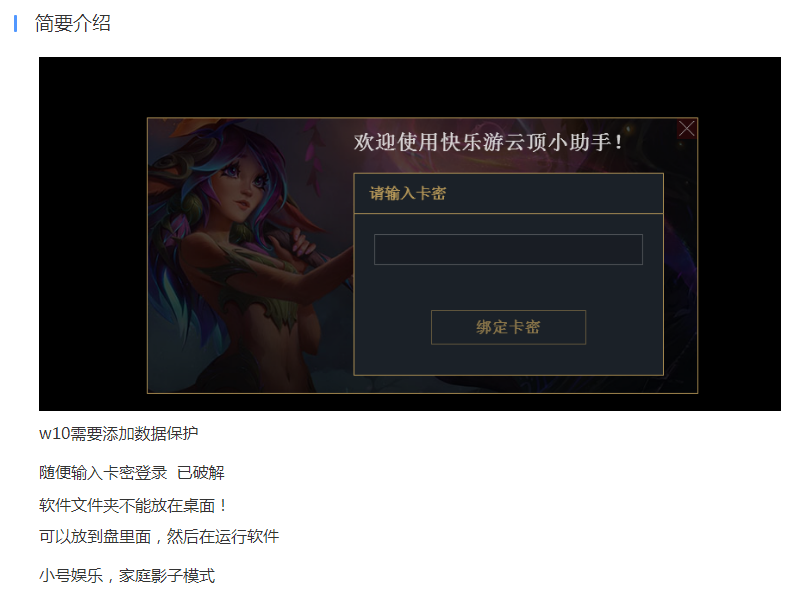 简要介绍
欢迎使用快乐游云顶小助手！
请输入卡密
绑定卡密
w10需要添加数据保护
随便输入卡密登录 已破解
软件文件夹不能放在桌面！
可以放到盘里面，然后在运行软件
小号娱乐，家庭影子模式